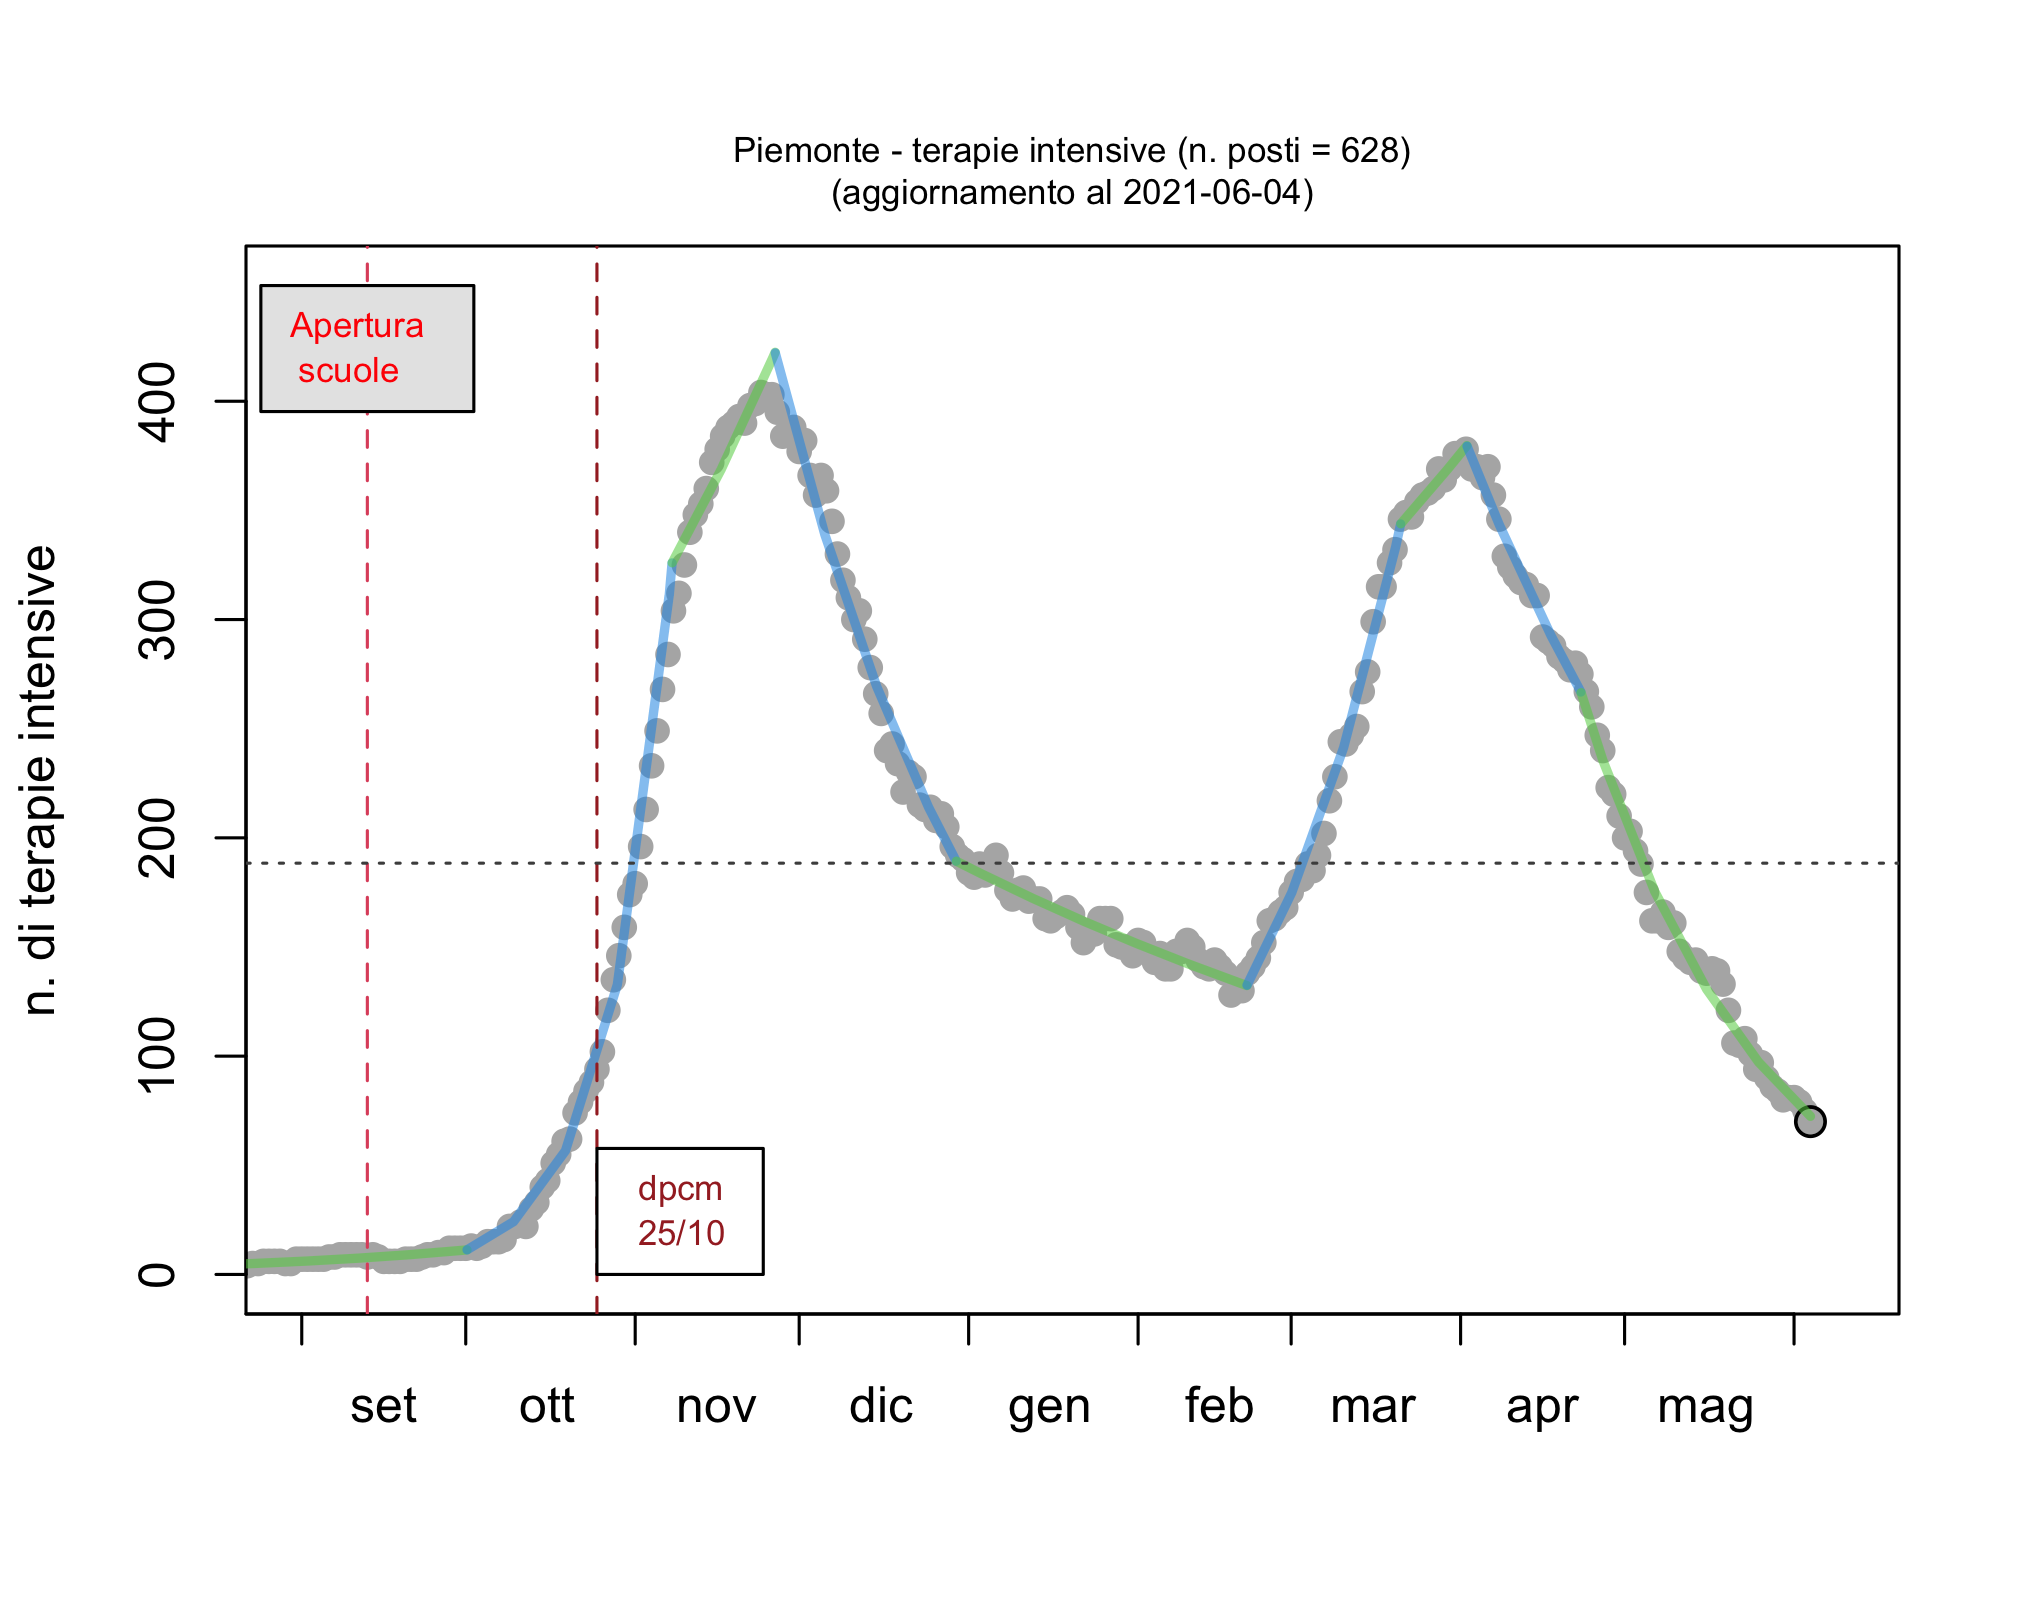 Piemonte - terapie intensive (n. posti = 628)
(aggiornamento al 2021-06-04)
Apertura
scuole
n. di terapie intensive
400
300
200
100
0
dpcm
25/10
set ott nov dic gen feb mar apr mag